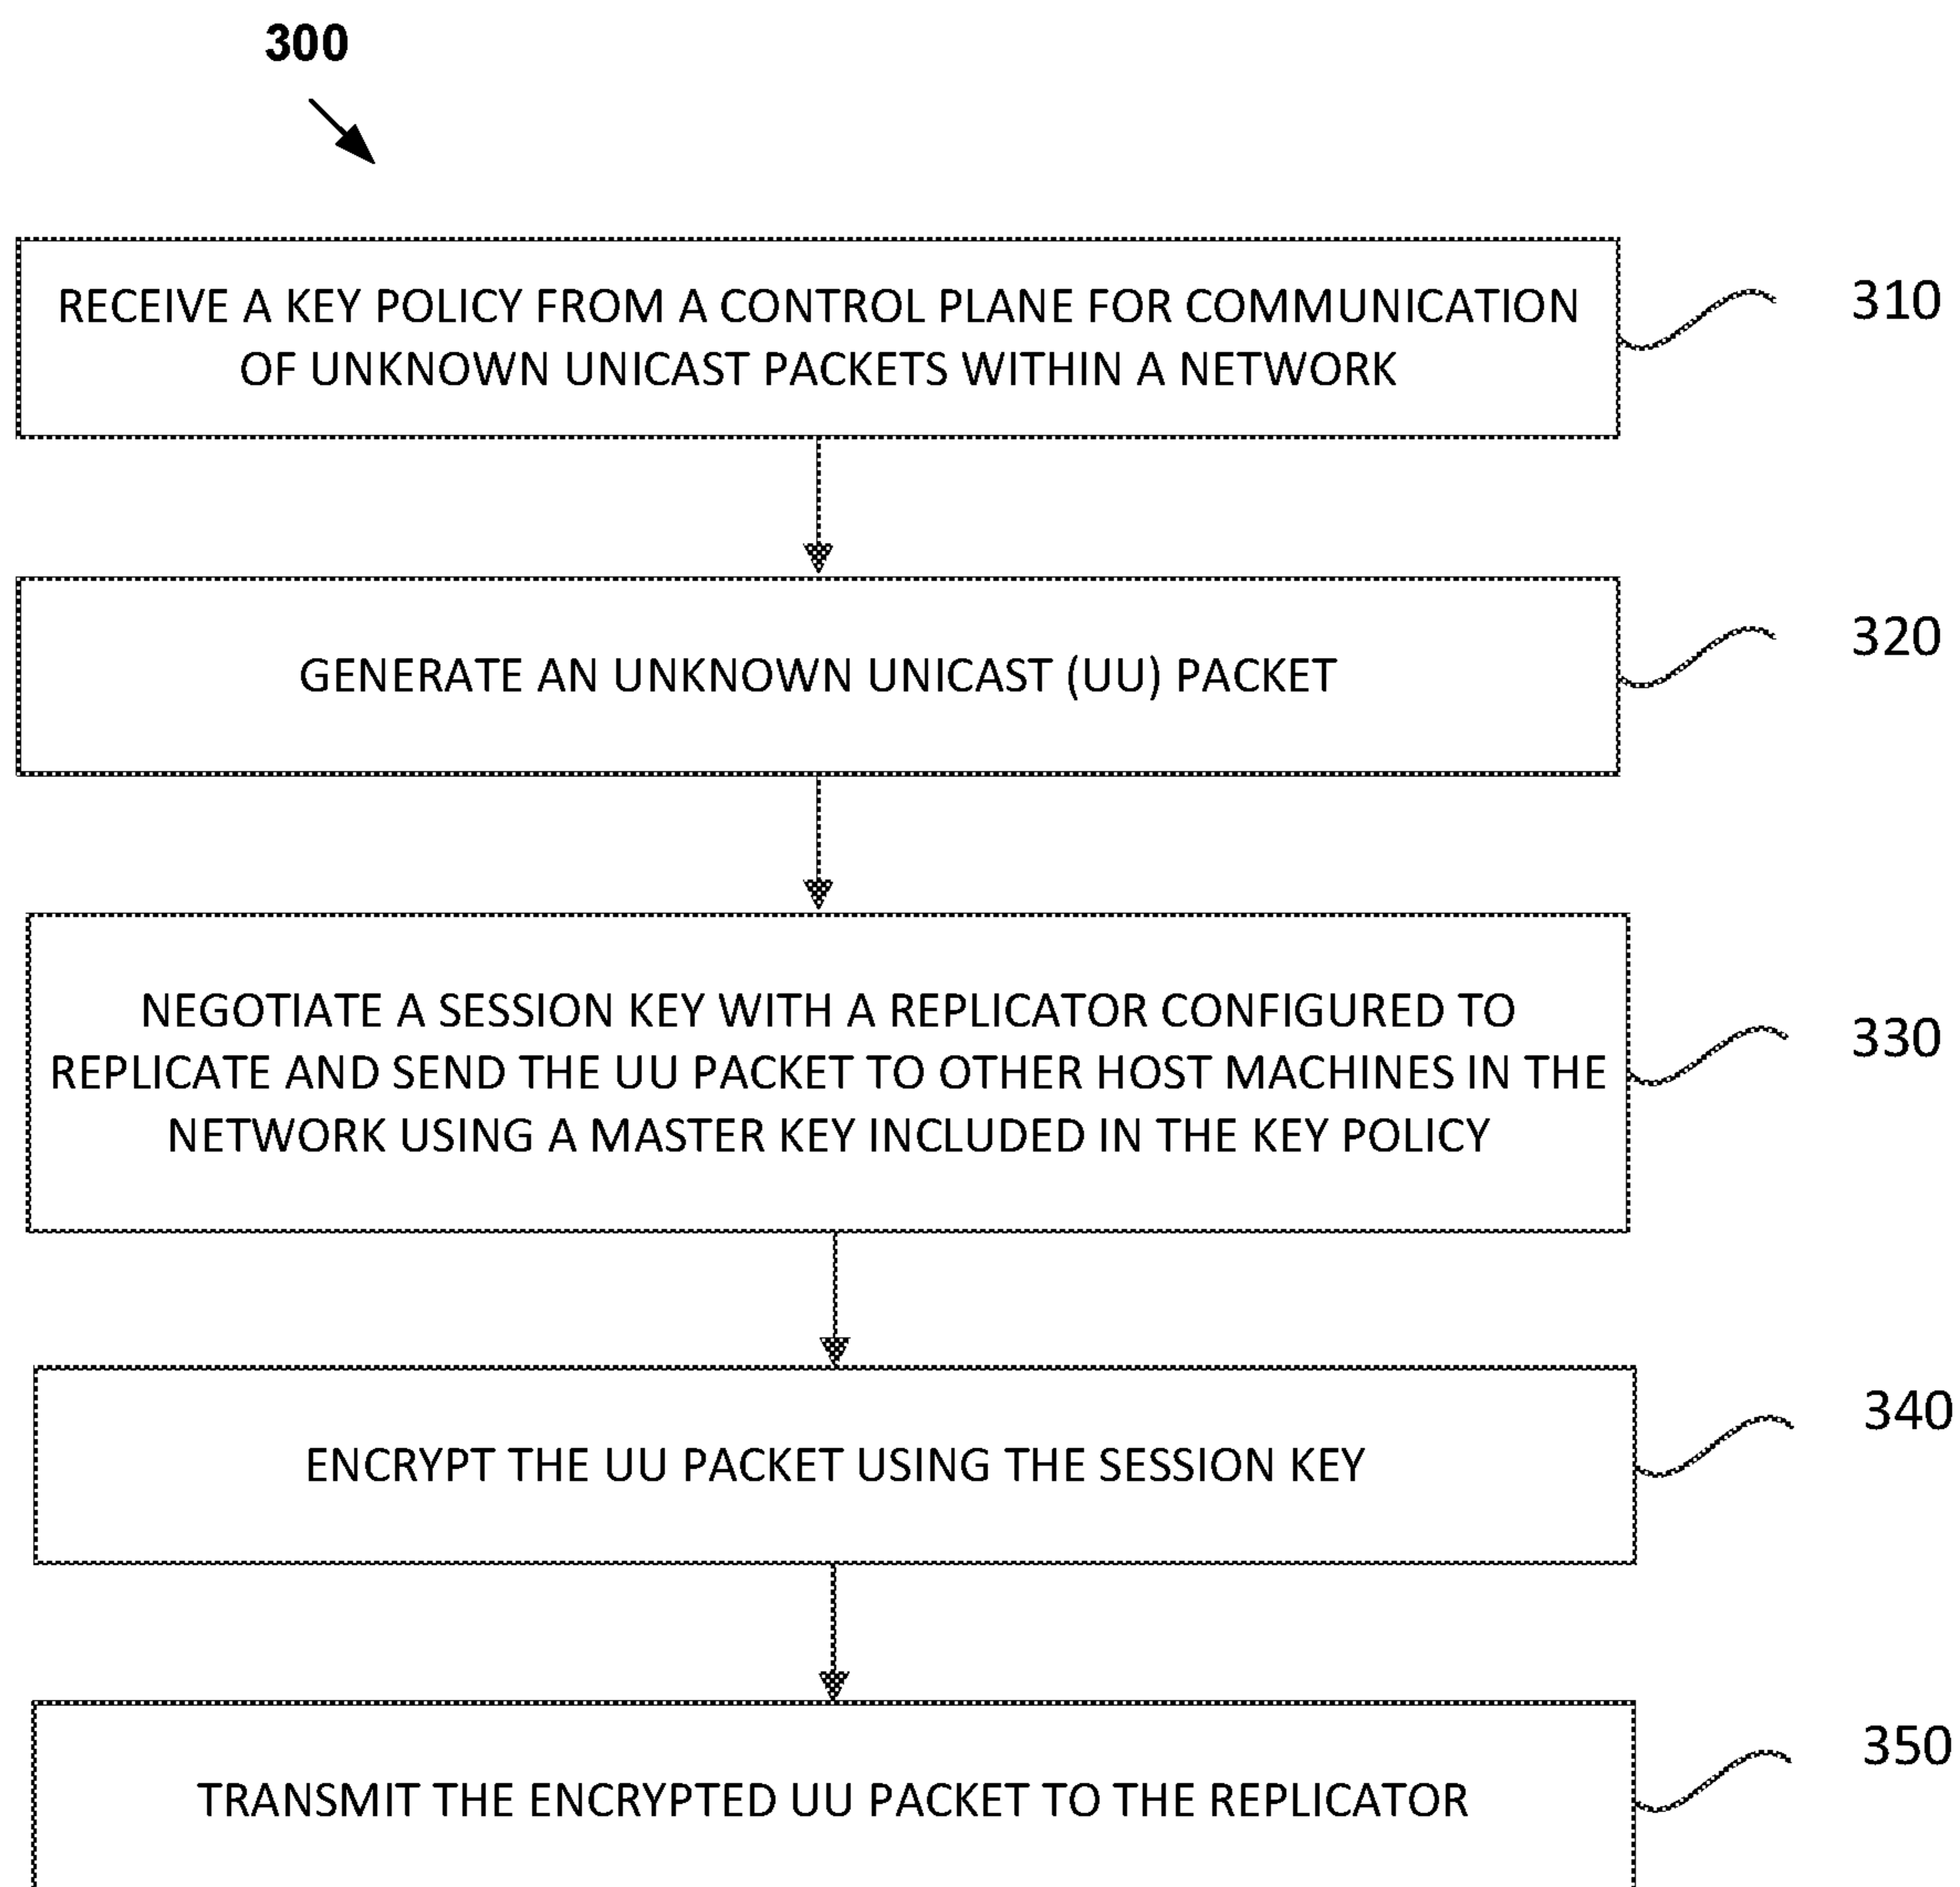 300
RECEIVE A KEY POLICY FROM A CONTROL PLANE FOR COMMUNICATION
OF UNKNOWN UNICAST PACKETS WITHIN A NETWORK
310
GENERATE AN UNKNOWN UNICAST (UU) PACKET
320
NEGOTIATE A SESSION KEY WITH A REPLICATOR CONFIGURED TO
REPLICATE AND SEND THE UU PACKET TO OTHER HOST MACHINES IN THE
NETWORK USING A MASTER KEY INCLUDED IN THE KEY POLICY
330
ENCRYPT THE UU PACKET USING THE SESSION KEY
340
TRANSMIT THE ENCRYPTED UU PACKET TO THE REPLICATOR
350